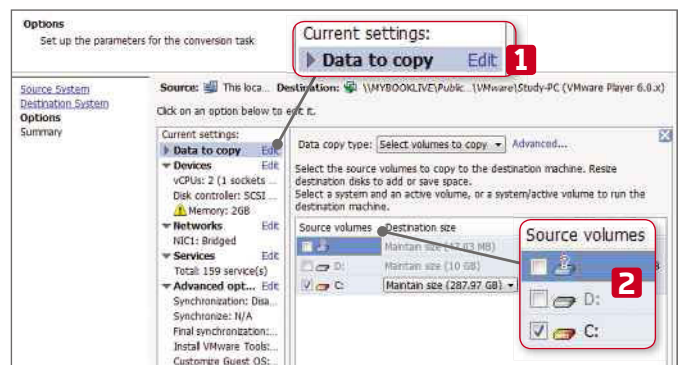 Options
Set up the parameters for the conversion task
Current settings:
Data to copy Edit
1
Source System
Destination System
Options
Summary
Source: This loca... Destination: \\MYBOOKLIVE\Public...\VMware\Study-PC (VMware Player 6.0.x)
Click on an option below to edit it.
Current settings:
Data to copy Edit
Devices Edit
vCPUs: 2 (1 sockets ...
Disk controller: SCSI ...
Memory: 2GB
Networks Edit
NIC1: Bridged
Services Edit
Total: 159 service(s)
Advanced opt... Edit
Synchronization: Disa...
Synchronize: N/A
Final synchronization:...
Install VMware Tools:...
Customize Guest OS:...
Data copy type: Select volumes to copy Advanced...
Select the source volumes to copy to the destination machine. Resize
destination disks to add or save space.
Select a system and an active volume, or a system/active volume to run the
destination machine.
Source volumes Destination size
Maintain size
D: Maintain size (10 GB)
C: Maintain size (287.97 GB)
Source volumes
2
D:
C: